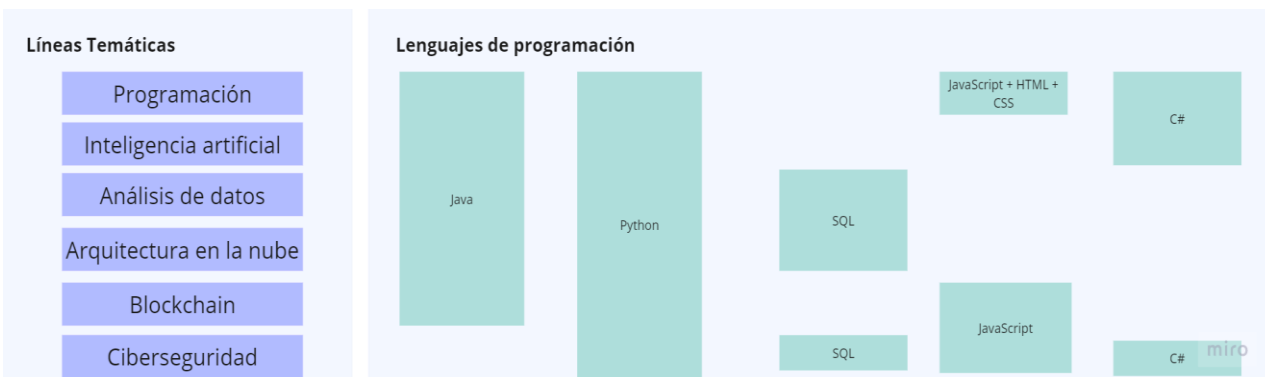 Líneas Temáticas
Programación
Inteligencia artificial
Análisis de datos
Arquitectura en la nube
Blockchain
Ciberseguridad
Lenguajes de programación
Java
Python
SQL
SQL
JavaScript + HTML +
CSS
JavaScript
C#
C#
miro